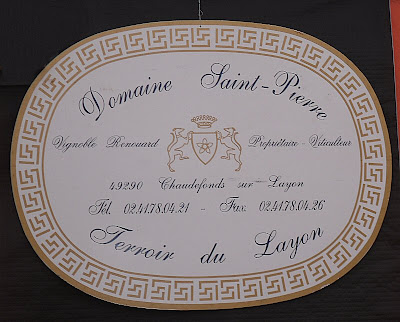 Domaine Saint-Pierre
Vignoble Renouard Propriétaire - Viticulteur
49290 Chaudefonds sur Layon
Tél. 02.41.78.04.21 - Fax. 02.41.78.04.26
Terroir du Layon